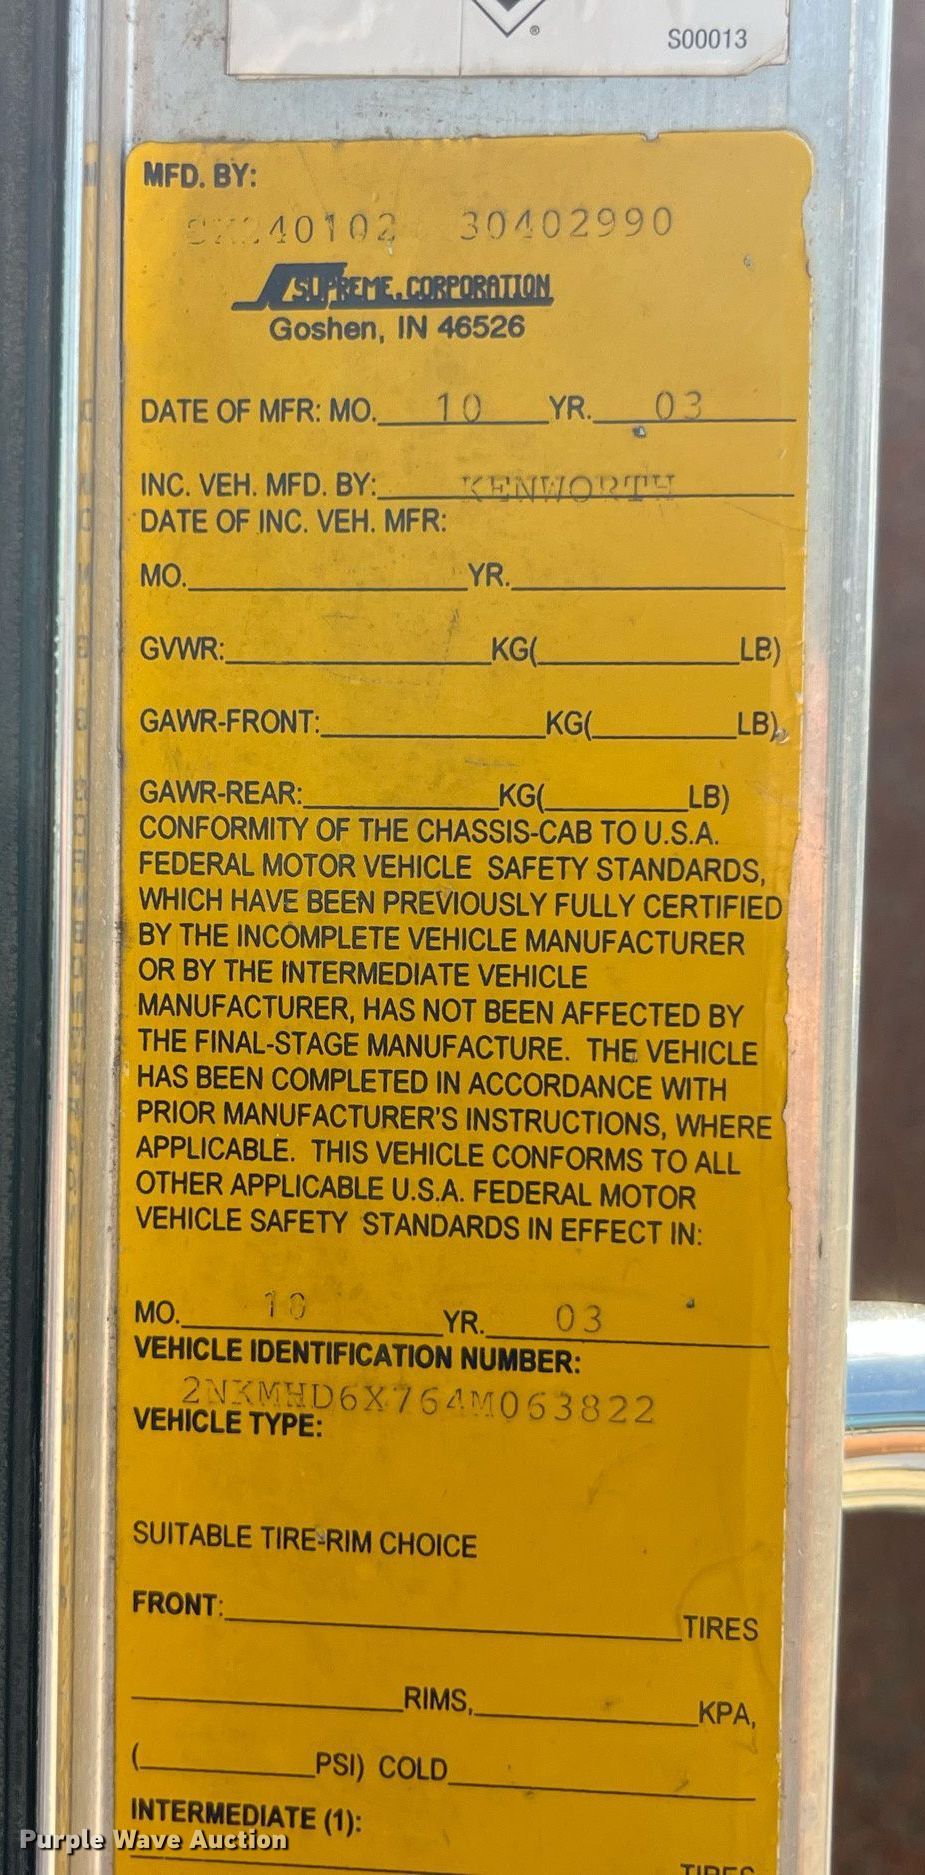 ®
S00013
MFD. BY:
30402990
SUPREME CORPORATION
Goshen, IN 46526
DATE OF MFR: MO. 10 YR. 03
INC. VEH. MFD. BY: KENWORTH
DATE OF INC. VEH. MFR:
MO. YR.
GVWR: KG( LB)
GAWR-FRONT: KG( LB)
GAWR-REAR: KG( LB)
CONFORMITY OF THE CHASSIS-CAB TO U.S.A.
FEDERAL MOTOR VEHICLE SAFETY STANDARDS,
WHICH HAVE BEEN PREVIOUSLY FULLY CERTIFIED
BY THE INCOMPLETE VEHICLE MANUFACTURER
OR BY THE INTERMEDIATE VEHICLE
MANUFACTURER, HAS NOT BEEN AFFECTED BY
THE FINAL-STAGE MANUFACTURE. THE VEHICLE
HAS BEEN COMPLETED IN ACCORDANCE WITH
PRIOR MANUFACTURER'S INSTRUCTIONS, WHERE
APPLICABLE. THIS VEHICLE CONFORMS TO ALL
OTHER APPLICABLE U.S.A. FEDERAL MOTOR
VEHICLE SAFETY STANDARDS IN EFFECT IN:
MO. 10 YR. 03
VEHICLE IDENTIFICATION NUMBER:
2NKMHD6X764M063822
VEHICLE TYPE:
SUITABLE TIRE-RIM CHOICE
FRONT: TIRES
RIMS, KPA,
( PSI) COLD
INTERMEDIATE (1):
TIRES
Purple Wave Auction